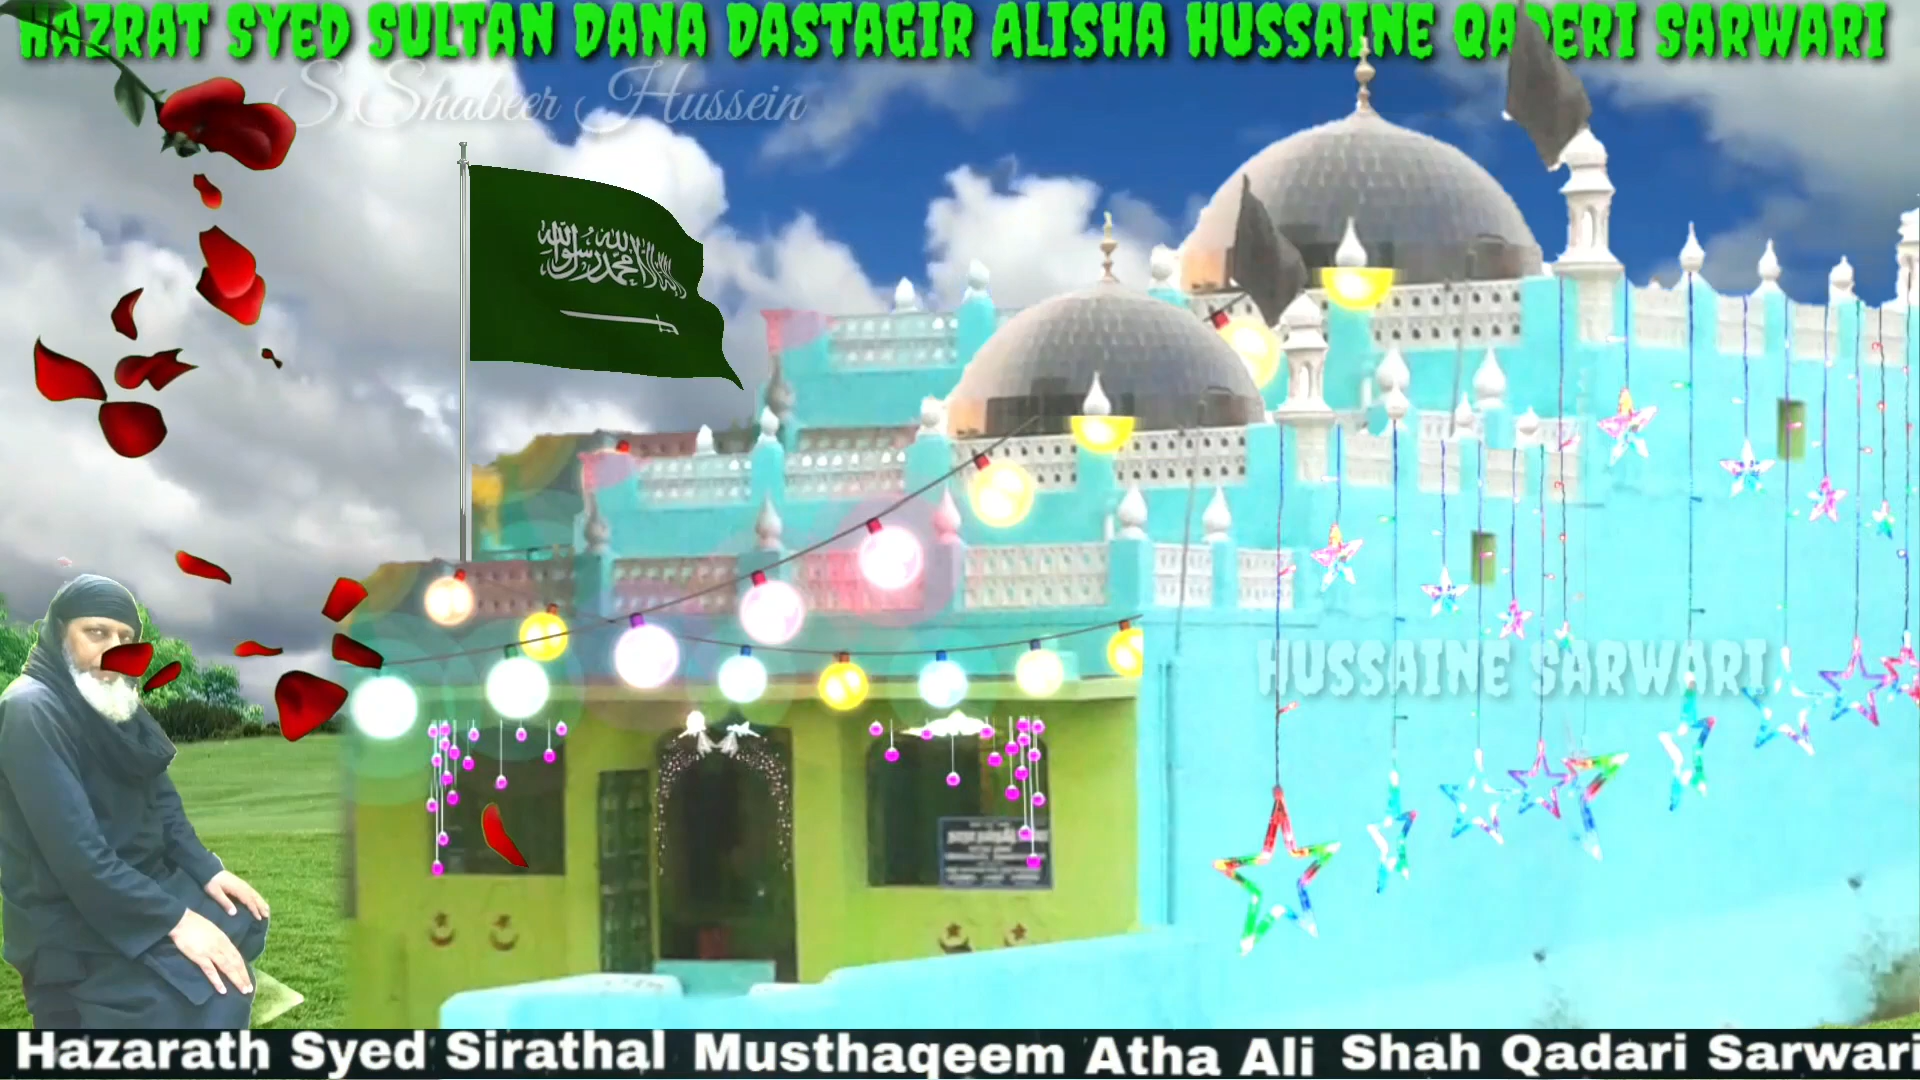 HAZRAT SYED SULTAN DANA DASTAGIR ALISHA HUSSAINE QADERI SARWARI
S.Shabeer Hussein
لا إله إلا الله محمد رسول الله
HUSSAINE SARWARI
Hazarath Syed Sirathal Musthaqeem Atha Ali Shah Qadari Sarwari